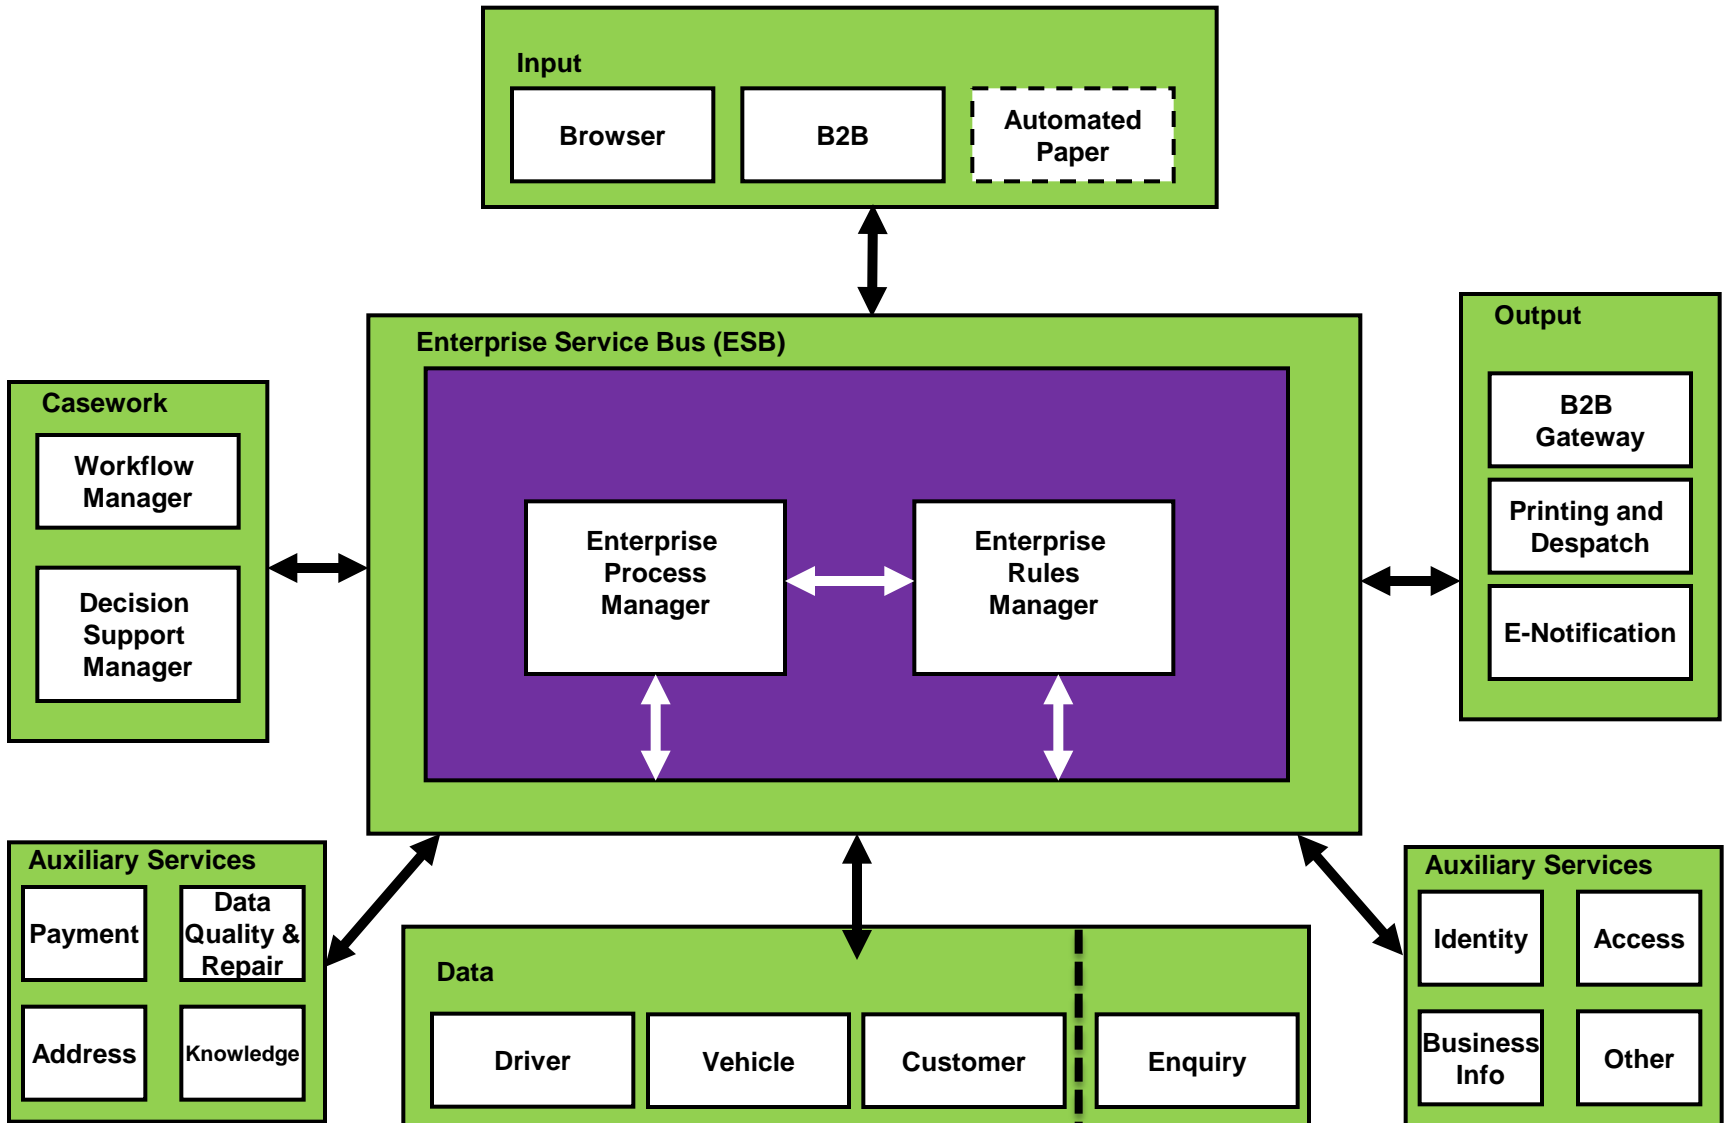 Input
Browser
B2B
Automated
Paper
Enterprise Service Bus (ESB)
Output
Casework
Workflow
Manager
Decision
Support
Manager
Enterprise
Process
Manager
Enterprise
Rules
Manager
B2B
Gateway
Printing and
Despatch
E-Notification
Auxiliary Services
Payment
Data
Quality &
Repair
Address
Knowledge
Data
Driver
Vehicle
Customer
Enquiry
Auxiliary Services
Identity
Access
Business
Info
Other